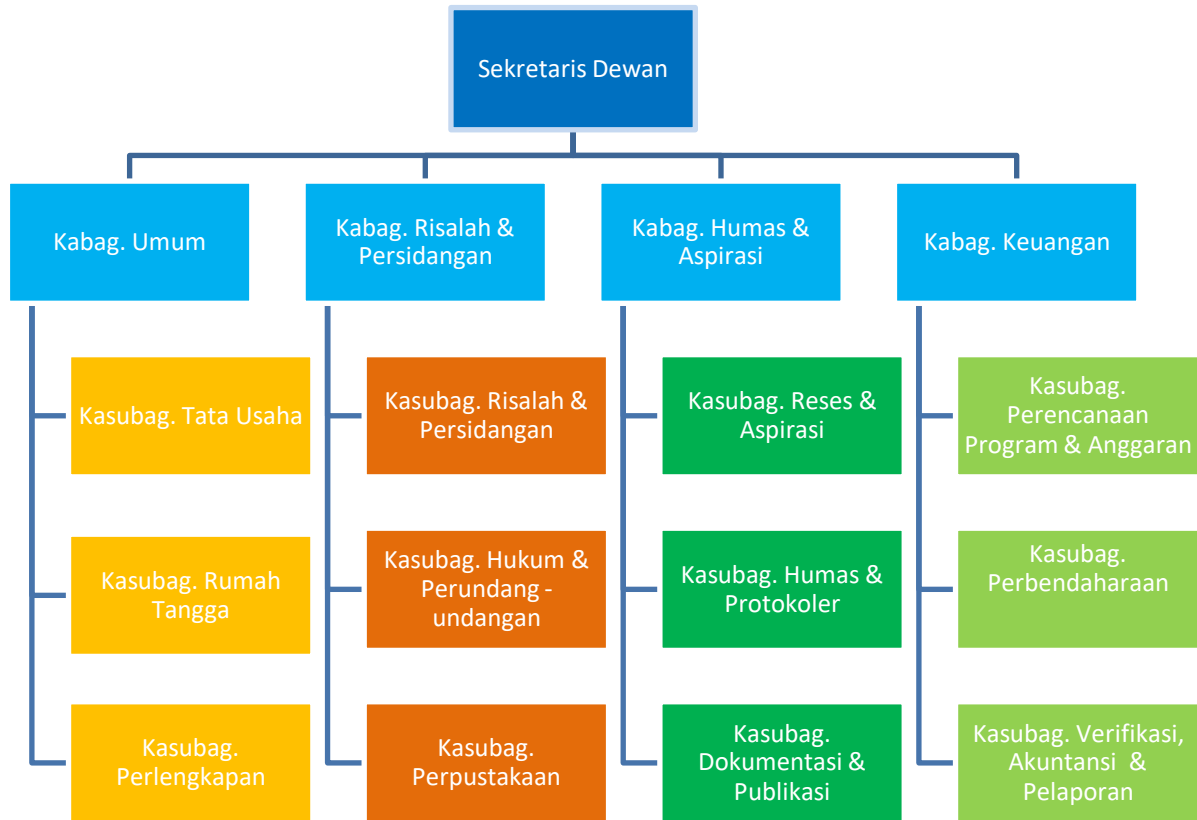 Sekretaris Dewan
Kabag. Umum
Kabag. Risalah &
Persidangan
Kabag. Humas &
Aspirasi
Kabag. Keuangan
Kasubag. Tata Usaha
Kasubag. Risalah &
Persidangan
Kasubag. Reses &
Aspirasi
Kasubag.
Perencanaan
Program & Anggaran
Kasubag. Rumah
Tangga
Kasubag. Hukum &
Perundang -
undangan
Kasubag. Humas &
Protokoler
Kasubag.
Perbendaharaan
Kasubag.
Perlengkapan
Kasubag.
Perpustakaan
Kasubag.
Dokumentasi &
Publikasi
Kasubag. Verifikasi,
Akuntansi &
Pelaporan